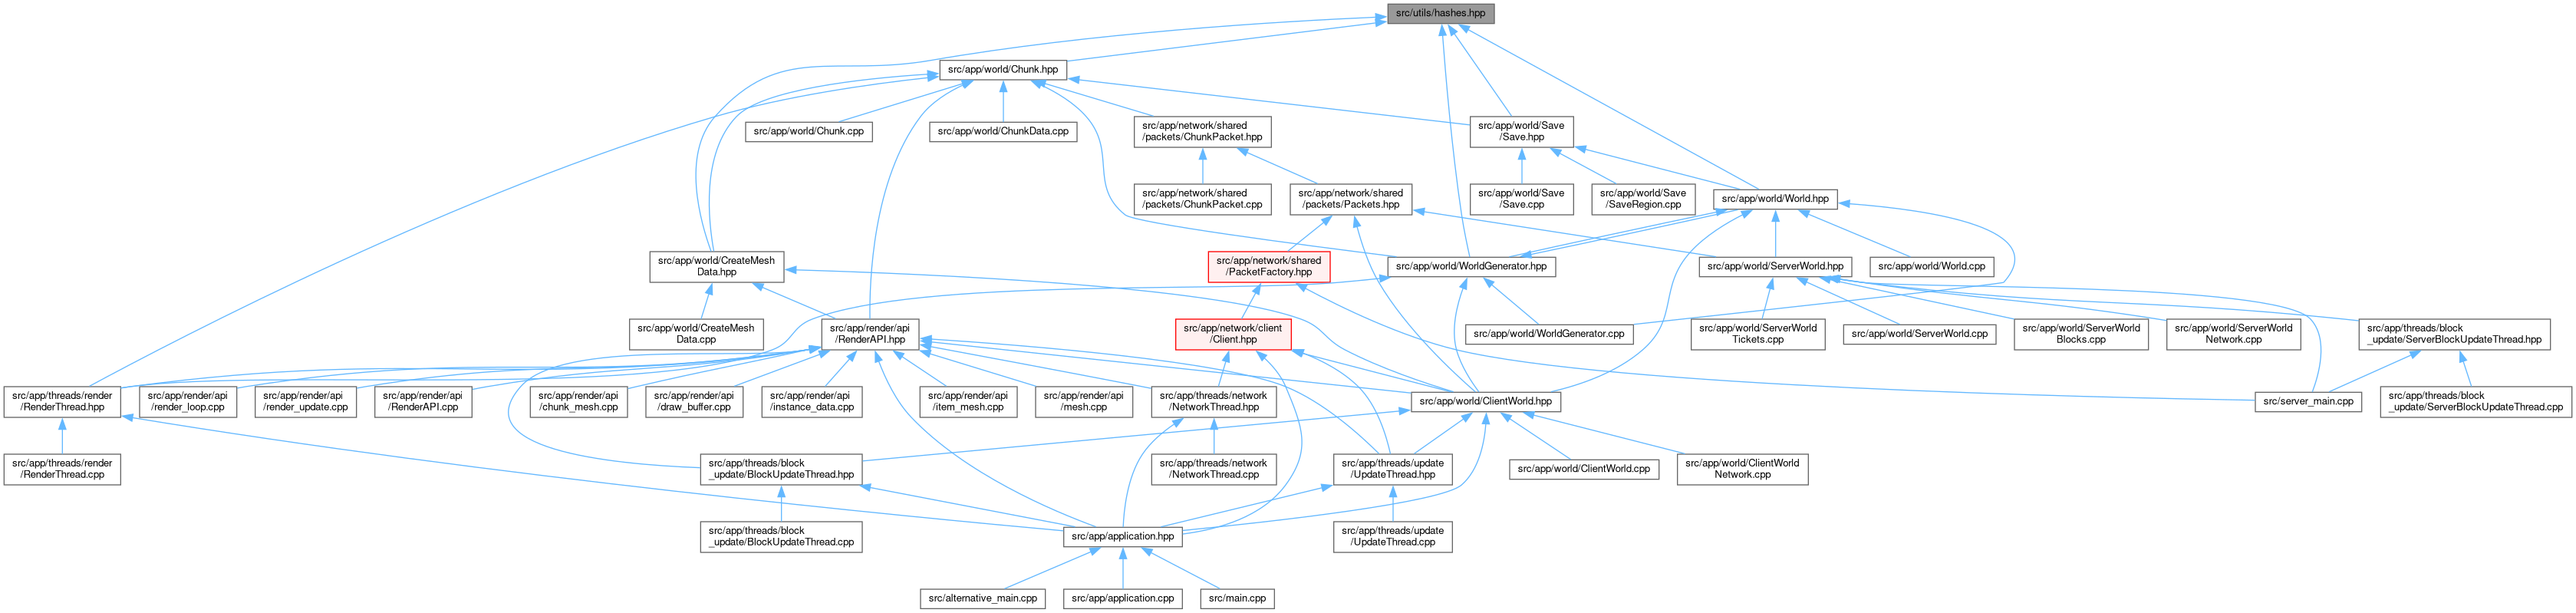 src/utils/hashes.hpp
src/app/world/Chunk.hpp
src/app/world/Chunk.cpp
src/app/world/ChunkData.cpp
src/app/network/shared
/packets/ChunkPacket.hpp
src/app/world/Save
/Save.hpp
src/app/network/shared
/packets/ChunkPacket.cpp
src/app/network/shared
/packets/Packets.hpp
src/app/world/Save
/Save.cpp
src/app/world/Save
/SaveRegion.cpp
src/app/world/World.hpp
src/app/world/CreateMesh
Data.hpp
src/app/network/shared
/PacketFactory.hpp
src/app/world/WorldGenerator.hpp
src/app/world/ServerWorld.hpp
src/app/world/World.cpp
src/app/world/CreateMesh
Data.cpp
src/app/render/api
/RenderAPI.hpp
src/app/network/client
/Client.hpp
src/app/world/WorldGenerator.cpp
src/app/world/ServerWorld
Tickets.cpp
src/app/world/ServerWorld.cpp
src/app/world/ServerWorld
Blocks.cpp
src/app/world/ServerWorld
Network.cpp
src/app/threads/block
_update/ServerBlockUpdateThread.hpp
src/app/threads/render
/RenderThread.hpp
src/app/render/api
/render_loop.cpp
src/app/render/api
/render_update.cpp
src/app/render/api
/RenderAPI.cpp
src/app/render/api
/chunk_mesh.cpp
src/app/render/api
/draw_buffer.cpp
src/app/render/api
/instance_data.cpp
src/app/render/api
/item_mesh.cpp
src/app/render/api
/mesh.cpp
src/app/threads/network
/NetworkThread.hpp
src/app/world/ClientWorld.hpp
src/server_main.cpp
src/app/threads/block
_update/ServerBlockUpdateThread.cpp
src/app/threads/render
/RenderThread.cpp
src/app/threads/block
_update/BlockUpdateThread.hpp
src/app/threads/network
/NetworkThread.cpp
src/app/threads/update
/UpdateThread.hpp
src/app/world/ClientWorld.cpp
src/app/world/ClientWorld
Network.cpp
src/app/threads/block
_update/BlockUpdateThread.cpp
src/app/application.hpp
src/app/threads/update
/UpdateThread.cpp
src/alternative_main.cpp
src/app/application.cpp
src/main.cpp